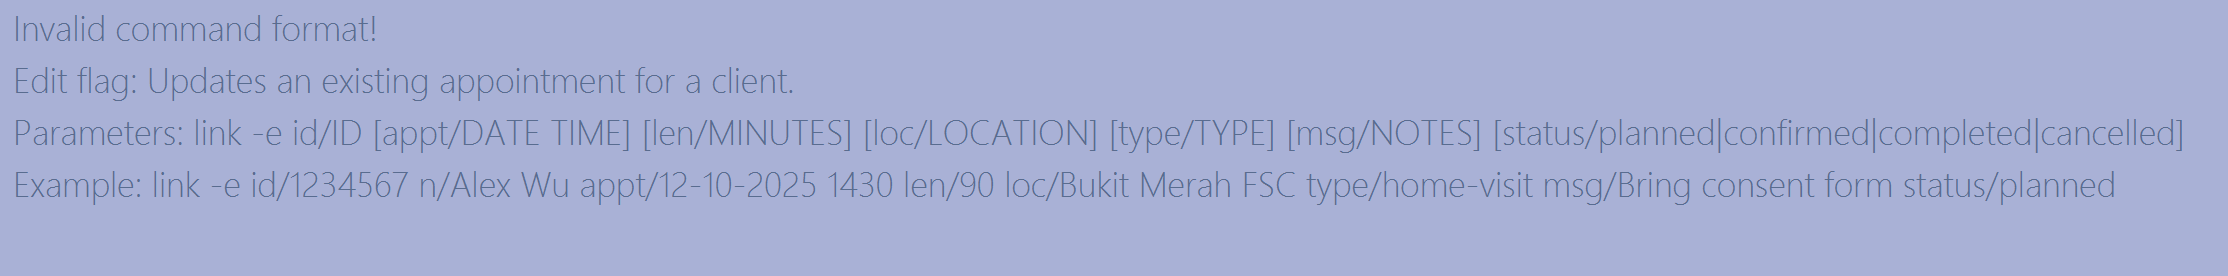 Invalid command format!
Edit flag: Updates an existing appointment for a client.
Parameters: link -e id/ID [appt/DATE TIME] [len/MINUTES] [loc/LOCATION] [type/TYPE] [msg/NOTES] [status/planned|confirmed|completed|cancelled]
Example: link -e id/1234567 n/Alex Wu appt/12-10-2025 1430 len/90 loc/Bukit Merah FSC type/home-visit msg/Bring consent form status/planned